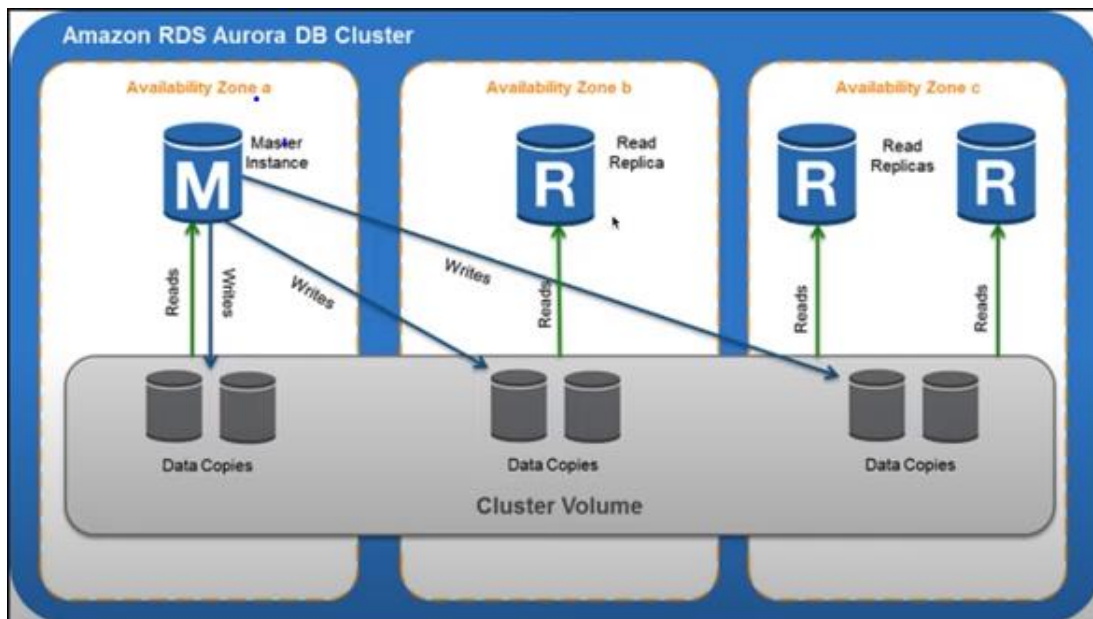 Amazon RDS Aurora DB Cluster
Availability Zone a
Availability Zone b
Availability Zone c
Master
Instance
Read
Replica
Read
Replicas
M
R
R
R
Reads
Writes
Writes
Writes
Reads
Reads
Reads
Data Copies
Data Copies
Data Copies
Cluster Volume